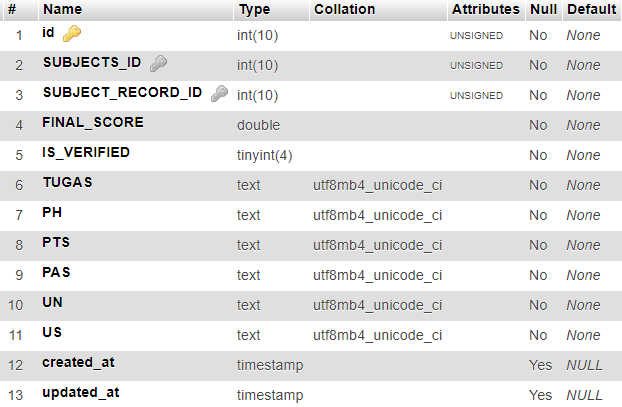 # Name Type Collation Attributes Null Default
1 id int(10) UNSIGNED No None
2 SUBJECTS_ID int(10) UNSIGNED No None
3 SUBJECT_RECORD_ID int(10) UNSIGNED No None
4 FINAL_SCORE double No None
5 IS_VERIFIED tinyint(4) No None
6 TUGAS text utf8mb4_unicode_ci No None
7 PH text utf8mb4_unicode_ci No None
8 PTS text utf8mb4_unicode_ci No None
9 PAS text utf8mb4_unicode_ci No None
10 UN text utf8mb4_unicode_ci No None
11 US text utf8mb4_unicode_ci No None
12 created_at timestamp Yes NULL
13 updated_at timestamp Yes NULL